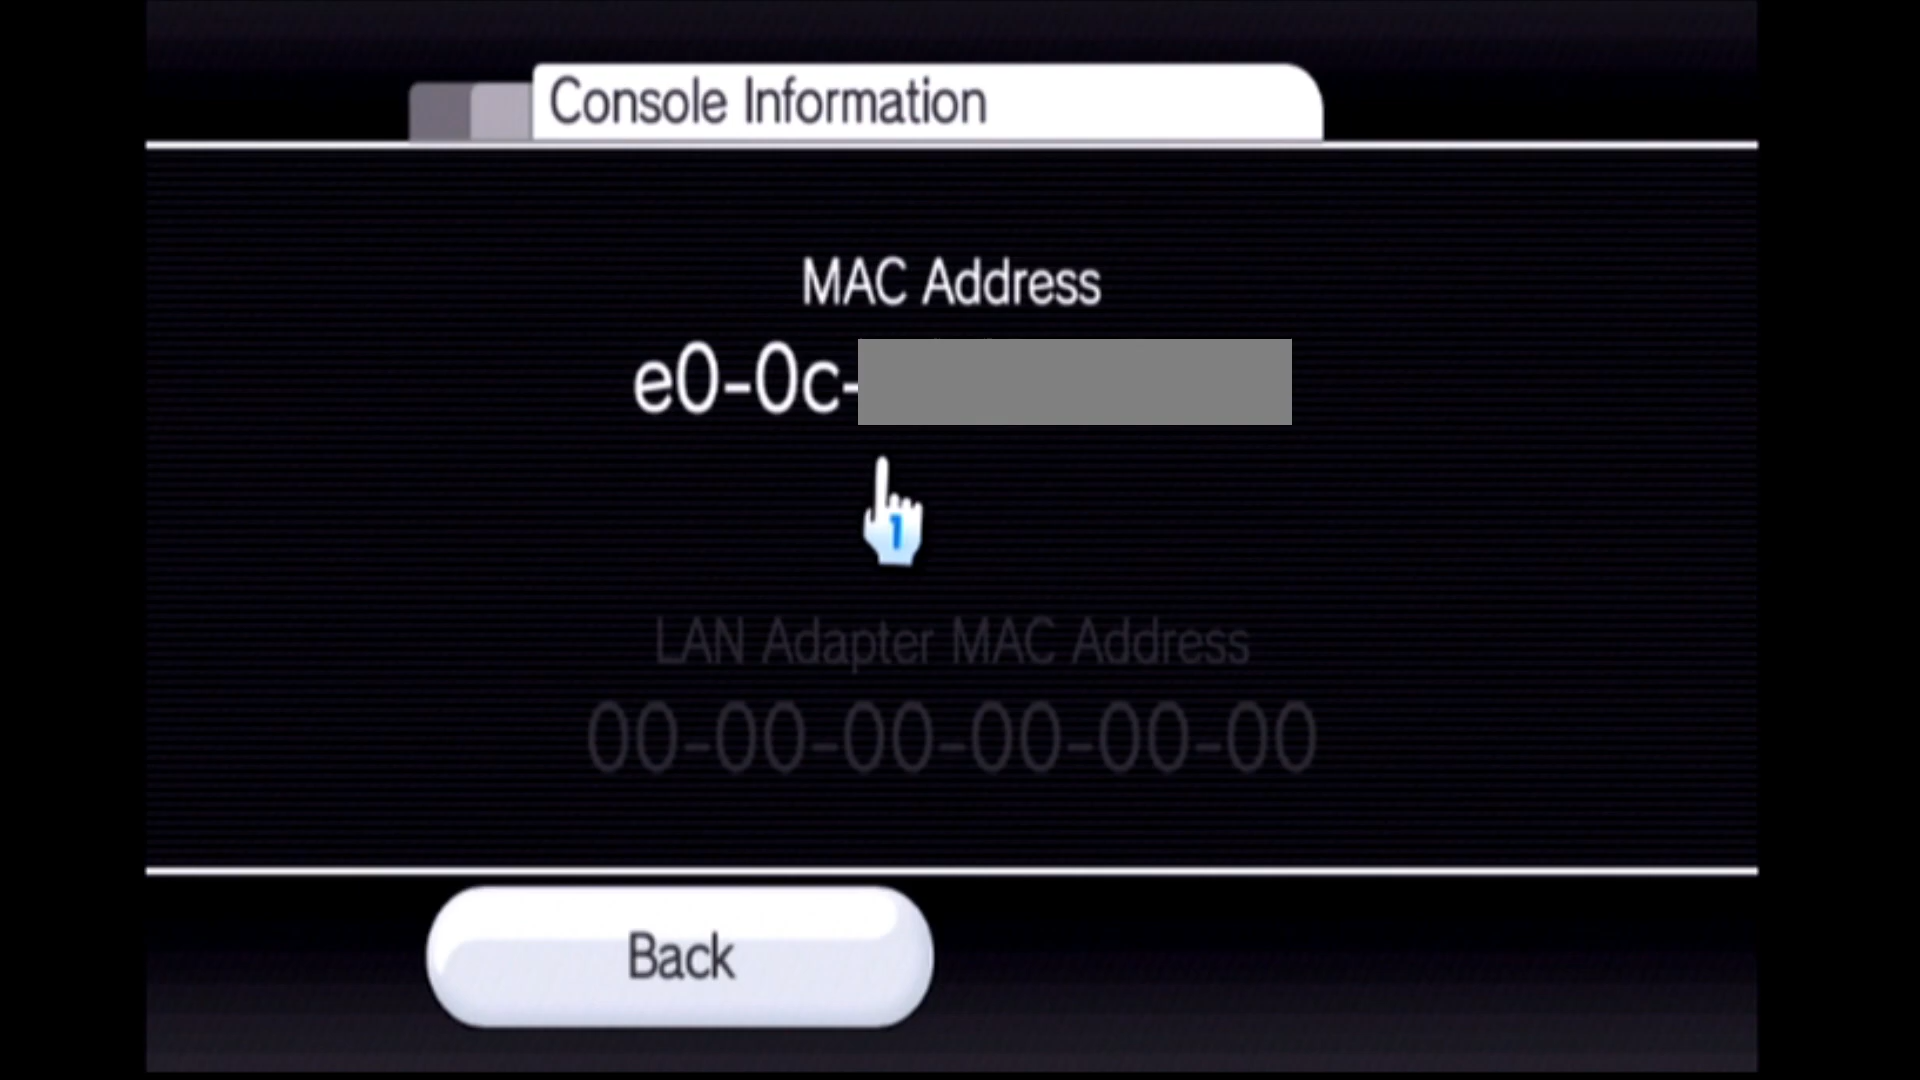 Console Information
MAC Address
e0-0c-
1
LAN Adapter MAC Address
00-00-00-00-00-00
Back